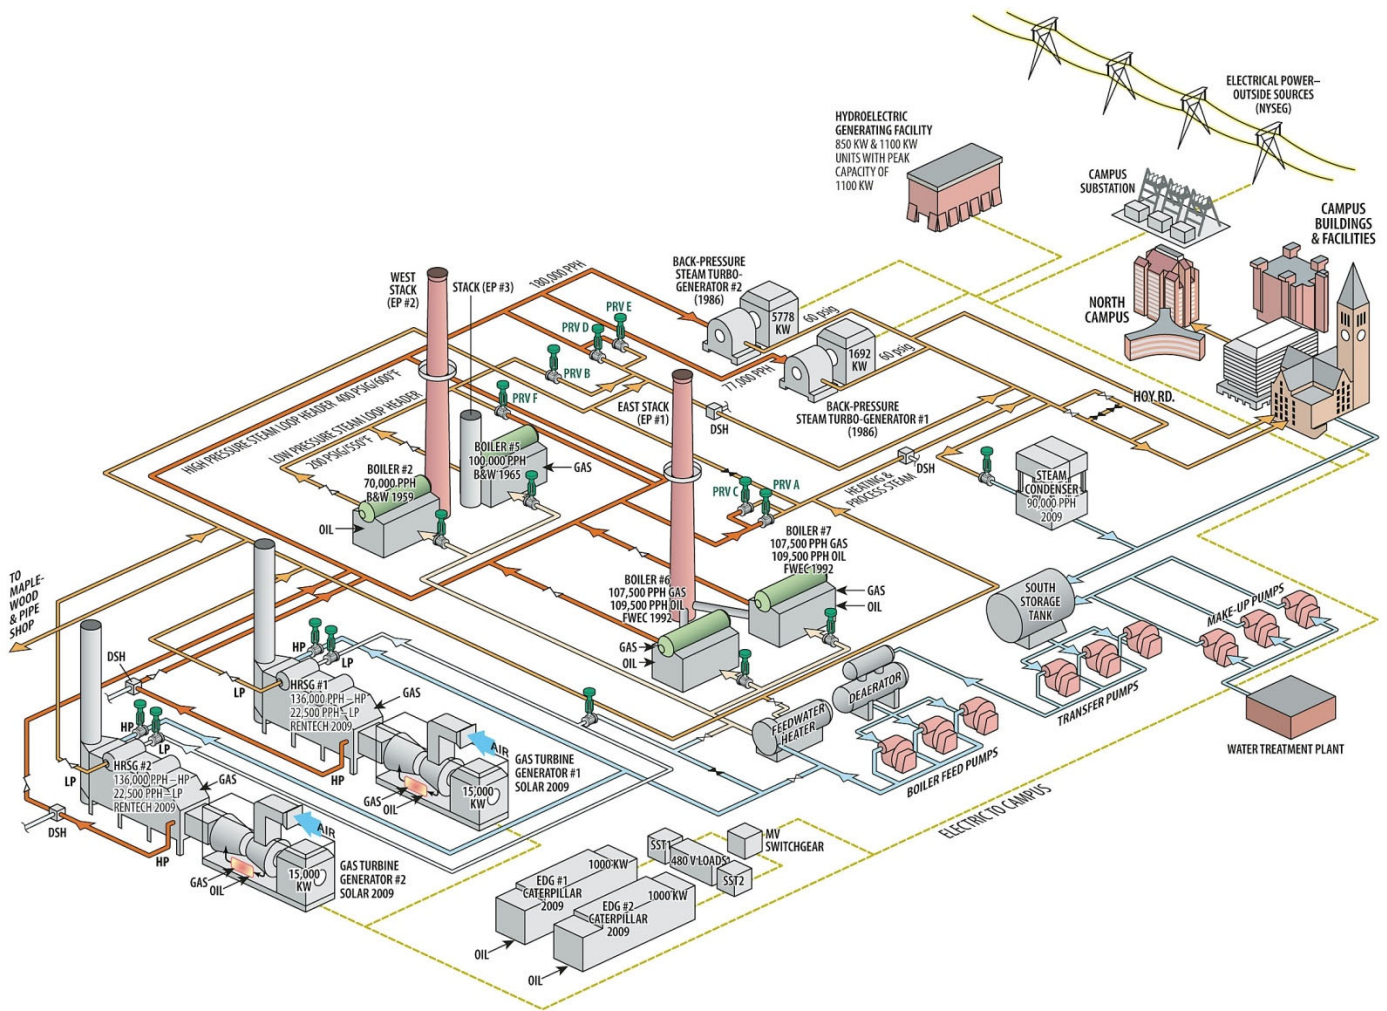 ELECTRICAL POWER–
OUTSIDE SOURCES
(NYSEG)
HYDROELECTRIC
GENERATING FACILITY
850 KW & 1100 KW
UNITS WITH PEAK
CAPACITY OF
1100 KW
CAMPUS
SUBSTATION
CAMPUS
BUILDINGS
& FACILITIES
NORTH
CAMPUS
WEST
STACK
(EP #2)
STACK (EP #3)
180,000 PPH
BACK-PRESSURE
STEAM TURBO-
GENERATOR #2
(1986)
5778
KW
60 psig
1692
KW
60 psig
77,000 PPH
BACK-PRESSURE
STEAM TURBO-GENERATOR #1
(1986)
PRV E
PRV D
PRV B
PRV F
EAST STACK
(EP #1)
DSH
HOY RD.
HIGH PRESSURE STEAM LOOP HEADER 400 PSIG/600°F
LOW PRESSURE STEAM LOOP HEADER
200 PSIG/550°F
BOILER #5
100,000 PPH
B&W 1965
GAS
BOILER #2
70,000 PPH
B&W 1959
OIL
PRV C
PRV A
HEATING &
PROCESS STEAM
DSH
STEAM
CONDENSER
90,000 PPH
2009
BOILER #7
107,500 PPH GAS
109,500 PPH OIL
FWEC 1992
GAS
OIL
BOILER #6
107,500 PPH GAS
109,500 PPH OIL
FWEC 1992
GAS
OIL
TO
MAPLE-
WOOD
& PIPE
SHOP
SOUTH
STORAGE
TANK
MAKE-UP PUMPS
TRANSFER PUMPS
WATER TREATMENT PLANT
DEAERATOR
FEEDWATER
HEATER
BOILER FEED PUMPS
DSH
HP
LP
LP
HRSG #1
136,000 PPH – HP
22,500 PPH – LP
RENTECH 2009
GAS
HP
AIR
GAS TURBINE
GENERATOR #1
SOLAR 2009
GAS
OIL
15,000
KW
HP
LP
LP
HRSG #2
136,000 PPH – HP
22,500 PPH – LP
RENTECH 2009
GAS
DSH
HP
AIR
GAS TURBINE
GENERATOR #2
SOLAR 2009
GAS
OIL
15,000
KW
ELECTRIC TO CAMPUS
MV
SWITCHGEAR
SST1
480 V LOADS
SST2
1000 KW
EDG #1
CATERPILLAR
2009
OIL
1000 KW
EDG #2
CATERPILLAR
2009
OIL